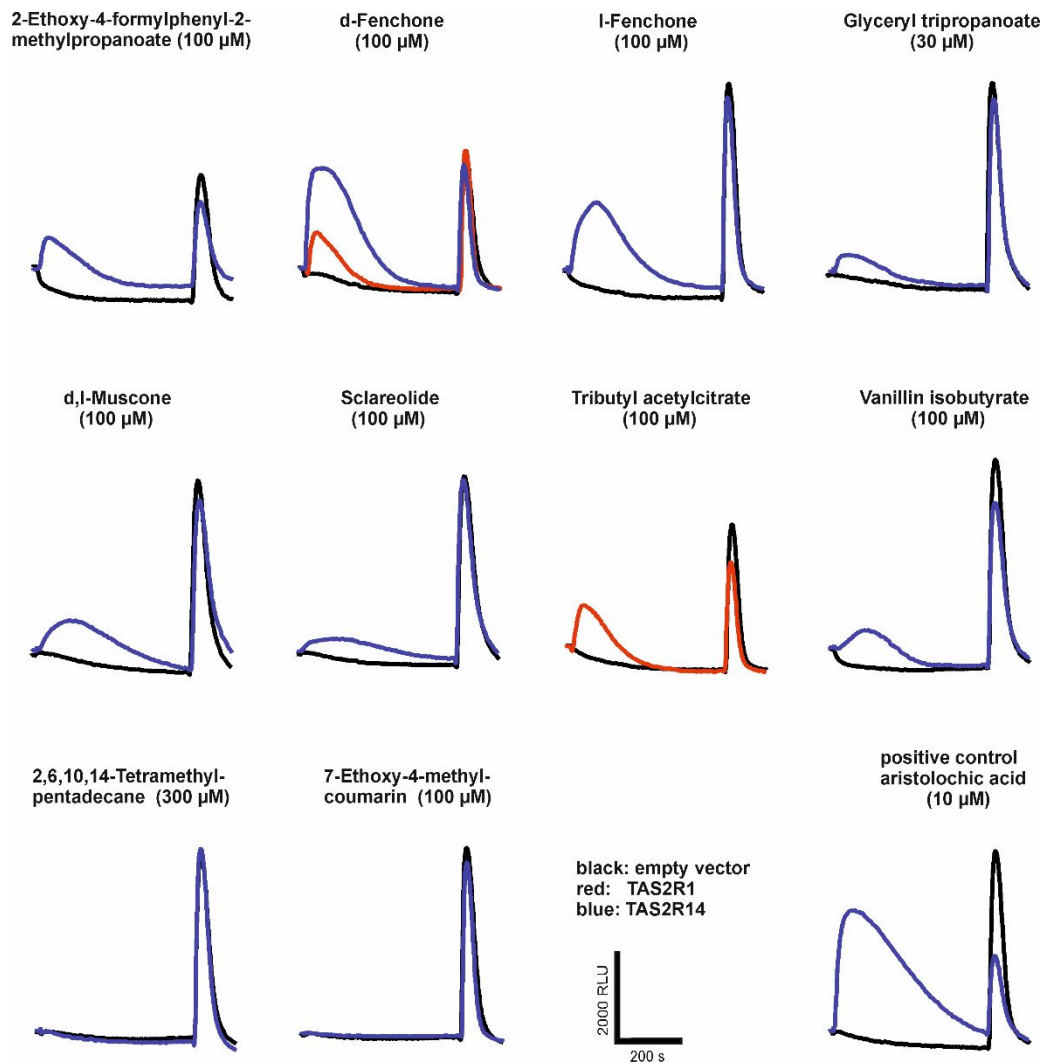 2-Ethoxy-4-formylphenyl-2-
methylpropanoate (100 µM)
d-Fenchone
(100 µM)
l-Fenchone
(100 µM)
Glyceryl tripropanoate
(30 µM)
d,l-Muscone
(100 µM)
Sclareolide
(100 µM)
Tributyl acetylcitrate
(100 µM)
Vanillin isobutyrate
(100 µM)
2,6,10,14-Tetramethyl-
pentadecane (300 µM)
7-Ethoxy-4-methyl-
coumarin (100 µM)
black: empty vector
red: TAS2R1
blue: TAS2R14
2000 RLU
200 s
positive control
aristolochic acid
(10 µM)